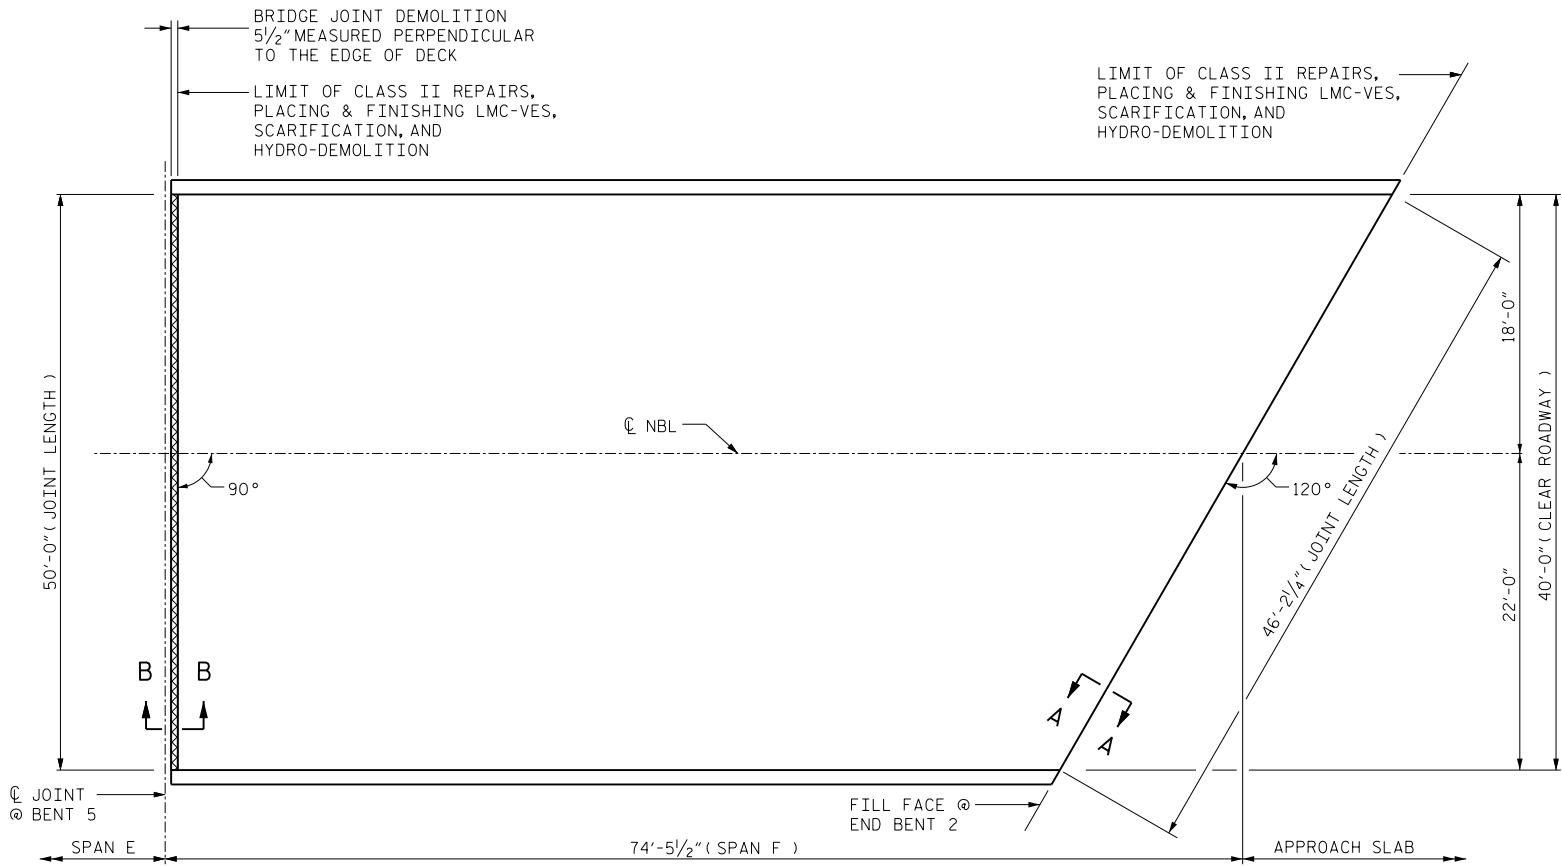 BRIDGE JOINT DEMOLITION
5½" MEASURED PERPENDICULAR
TO THE EDGE OF DECK
LIMIT OF CLASS II REPAIRS,
PLACING & FINISHING LMC-VES,
SCARIFICATION, AND
HYDRO-DEMOLITION
LIMIT OF CLASS II REPAIRS,
PLACING & FINISHING LMC-VES,
SCARIFICATION, AND
HYDRO-DEMOLITION
50'-0" ( JOINT LENGTH )
℄ NBL
90°
120°
18'-0"
22'-0"
40'-0" ( CLEAR ROADWAY )
46'-2¼" ( JOINT LENGTH )
B B
A
A
℄ JOINT
@ BENT 5
FILL FACE @
END BENT 2
SPAN E
74'-5½" ( SPAN F )
APPROACH SLAB